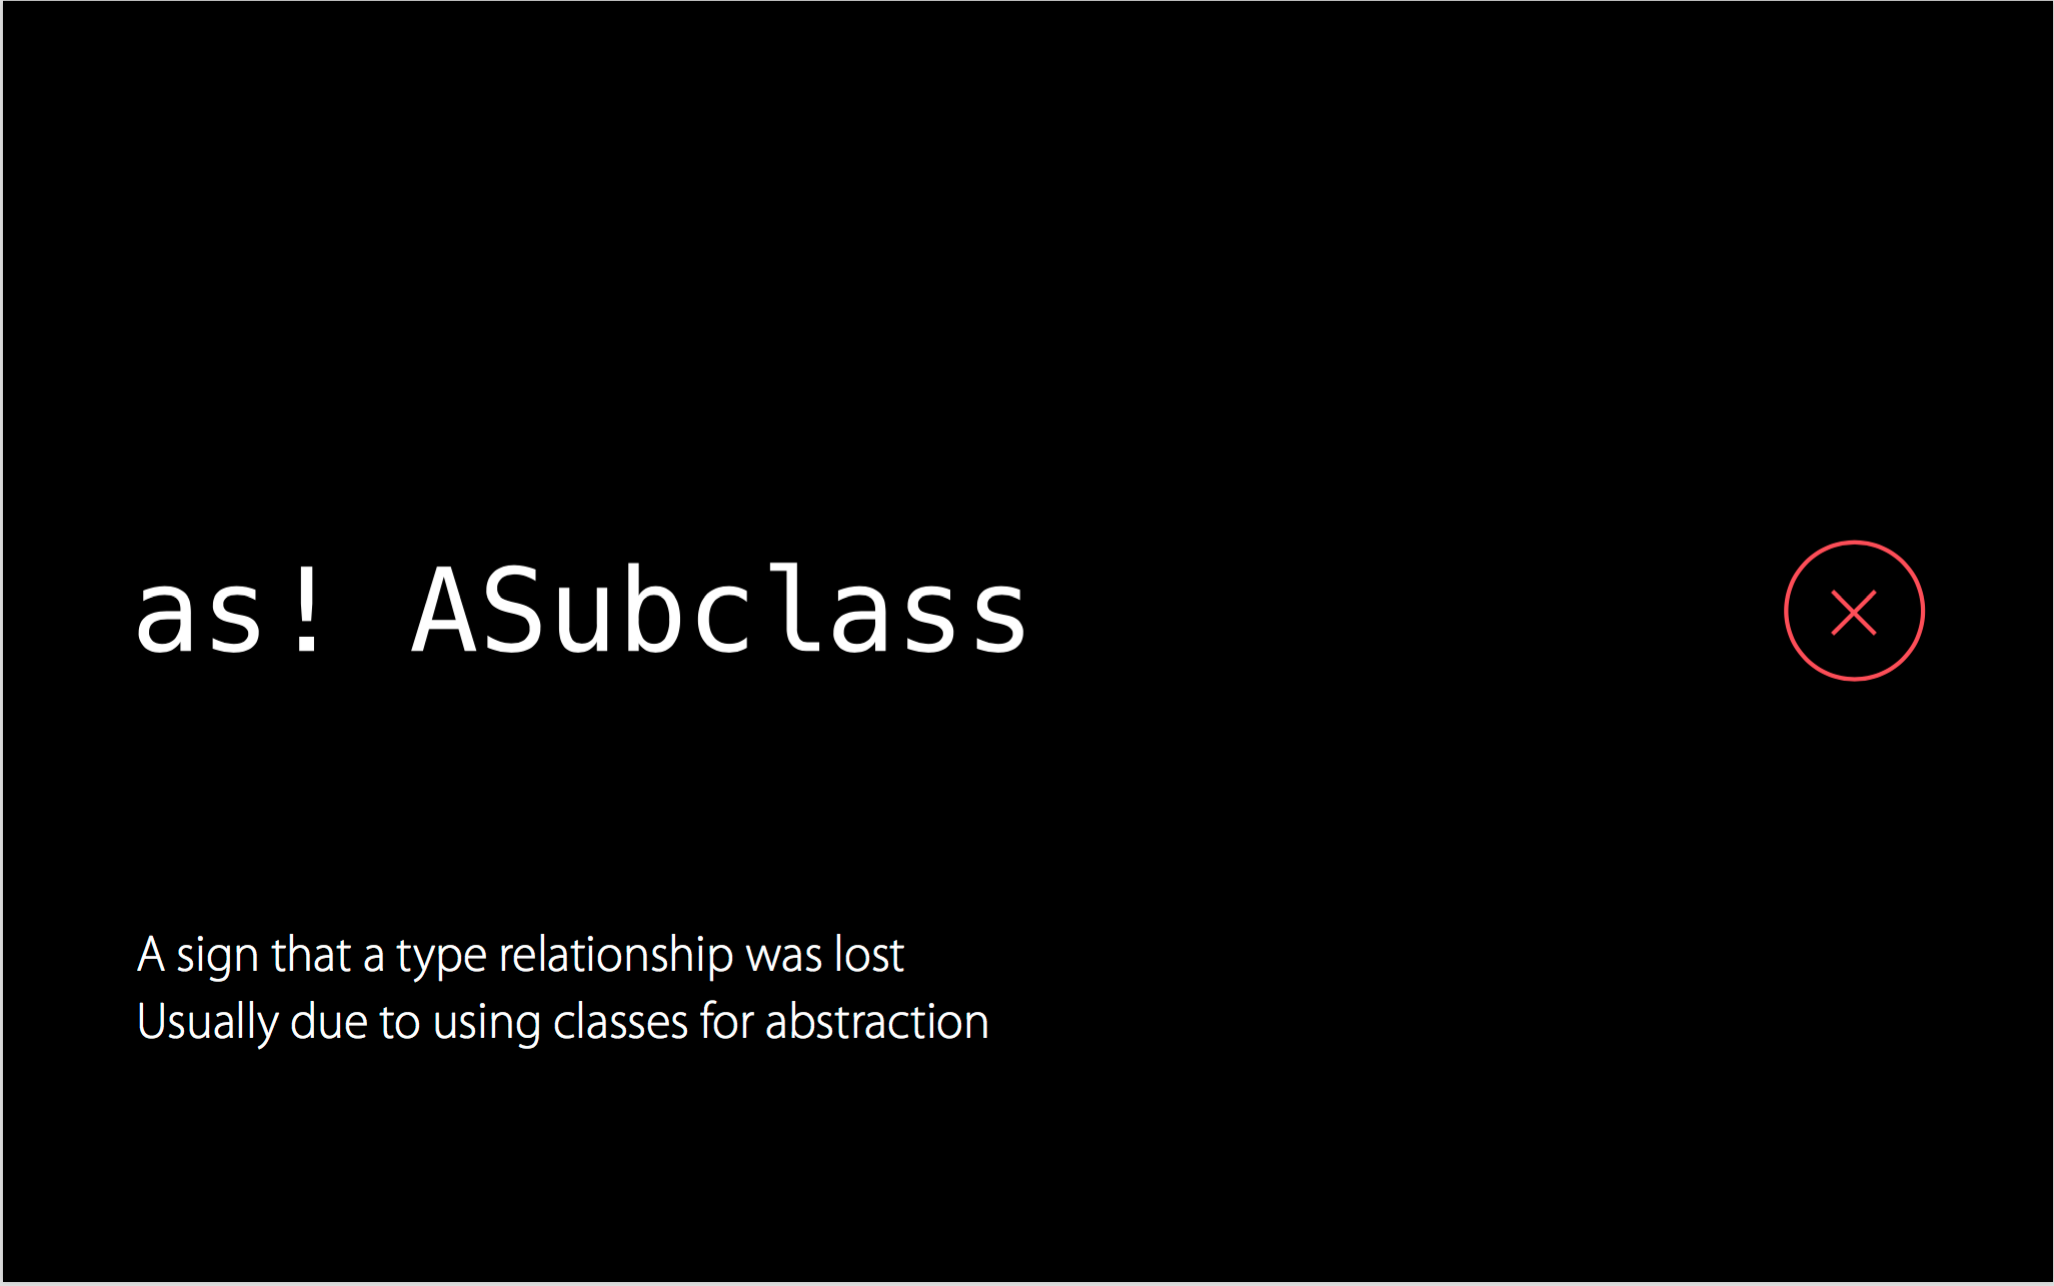 as! ASubclass
A sign that a type relationship was lost
Usually due to using classes for abstraction